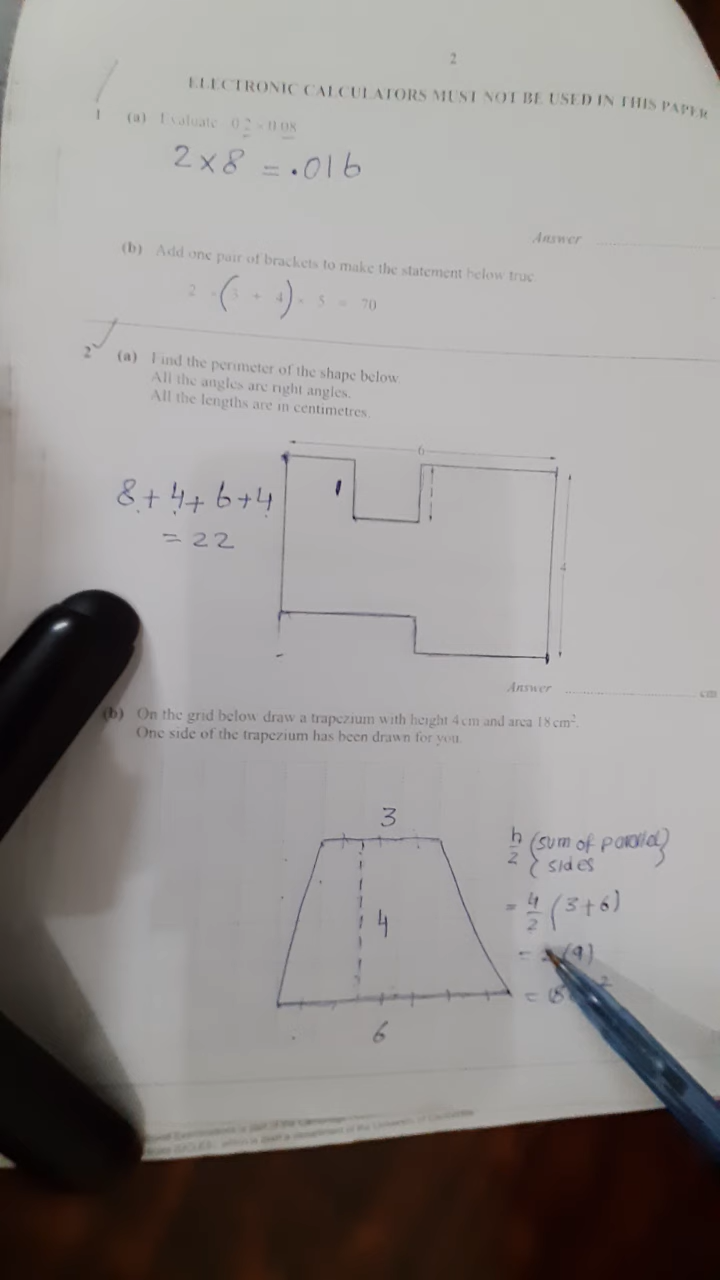 2
ELECTRONIC CALCULATORS MUST NOT BE USED IN THIS PAPER
1 (a) Evaluate 0.2 × 0.08
2 x 8 = .016
Answer
(b) Add one pair of brackets to make the statement below true
2 × (3 + 4) × 5 = 70
2 (a) Find the perimeter of the shape below
All the angles are right angles.
All the lengths are in centimetres.
6
8 + 4 + 6 + 4
= 22
1
4
Answer cm
(b) On the grid below draw a trapezium with height 4 cm and area 18 cm².
One side of the trapezium has been drawn for you.
3
h/2 (sum of parallel
sides)
= 4/2 (3+6)
4
= (9)
6